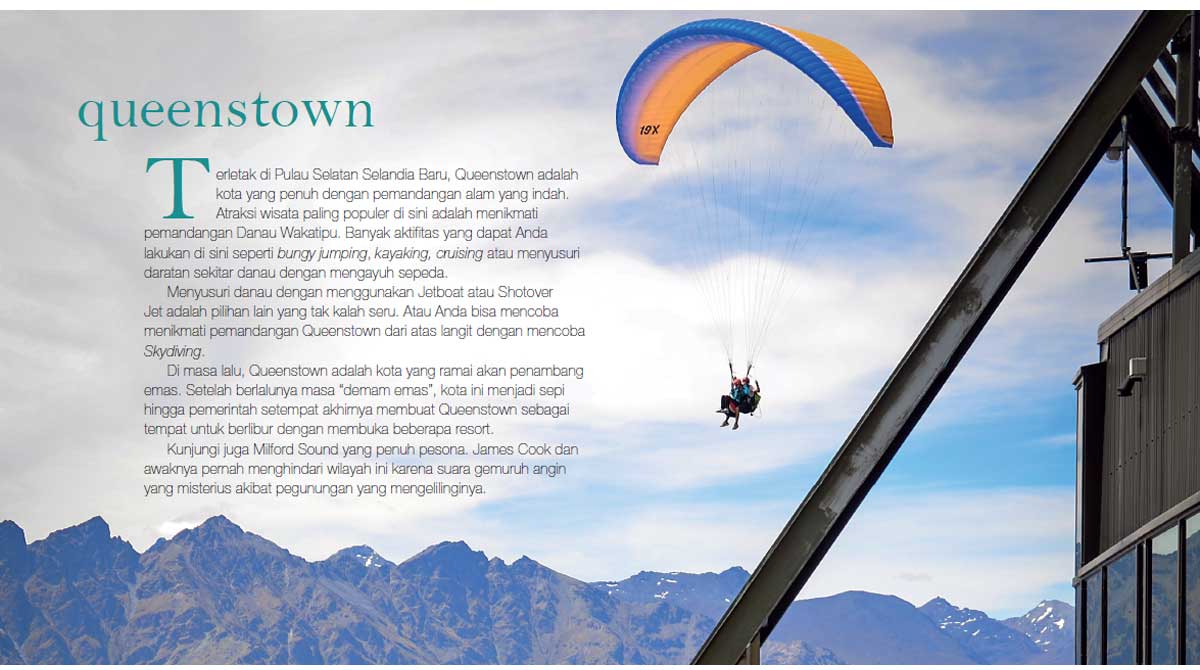 queenstown
Terletak di Pulau Selatan Selandia Baru, Queenstown adalah
kota yang penuh dengan pemandangan alam yang indah.
Atraksi wisata paling populer di sini adalah menikmati
pemandangan Danau Wakatipu. Banyak aktifitas yang dapat Anda
lakukan di sini seperti bungy jumping, kayaking, cruising atau menyusuri
daratan sekitar danau dengan mengayuh sepeda.
Menyusuri danau dengan menggunakan Jetboat atau Shotover
Jet adalah pilihan lain yang tak kalah seru. Atau Anda bisa mencoba
menikmati pemandangan Queenstown dari atas langit dengan mencoba
Skydiving.
Di masa lalu, Queenstown adalah kota yang ramai akan penambang
emas. Setelah berlalunya masa “demam emas”, kota ini menjadi sepi
hingga pemerintah setempat akhirnya membuat Queenstown sebagai
tempat untuk berlibur dengan membuka beberapa resort.
Kunjungi juga Milford Sound yang penuh pesona. James Cook dan
awaknya pernah menghindari wilayah ini karena suara gemuruh angin
yang misterius akibat pegunungan yang mengelilinginya.
19X